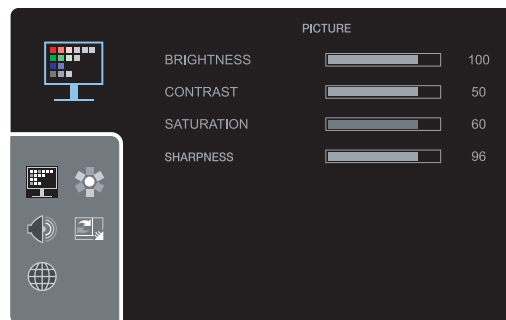 PICTURE
BRIGHTNESS 100
CONTRAST 50
SATURATION 60
SHARPNESS 96